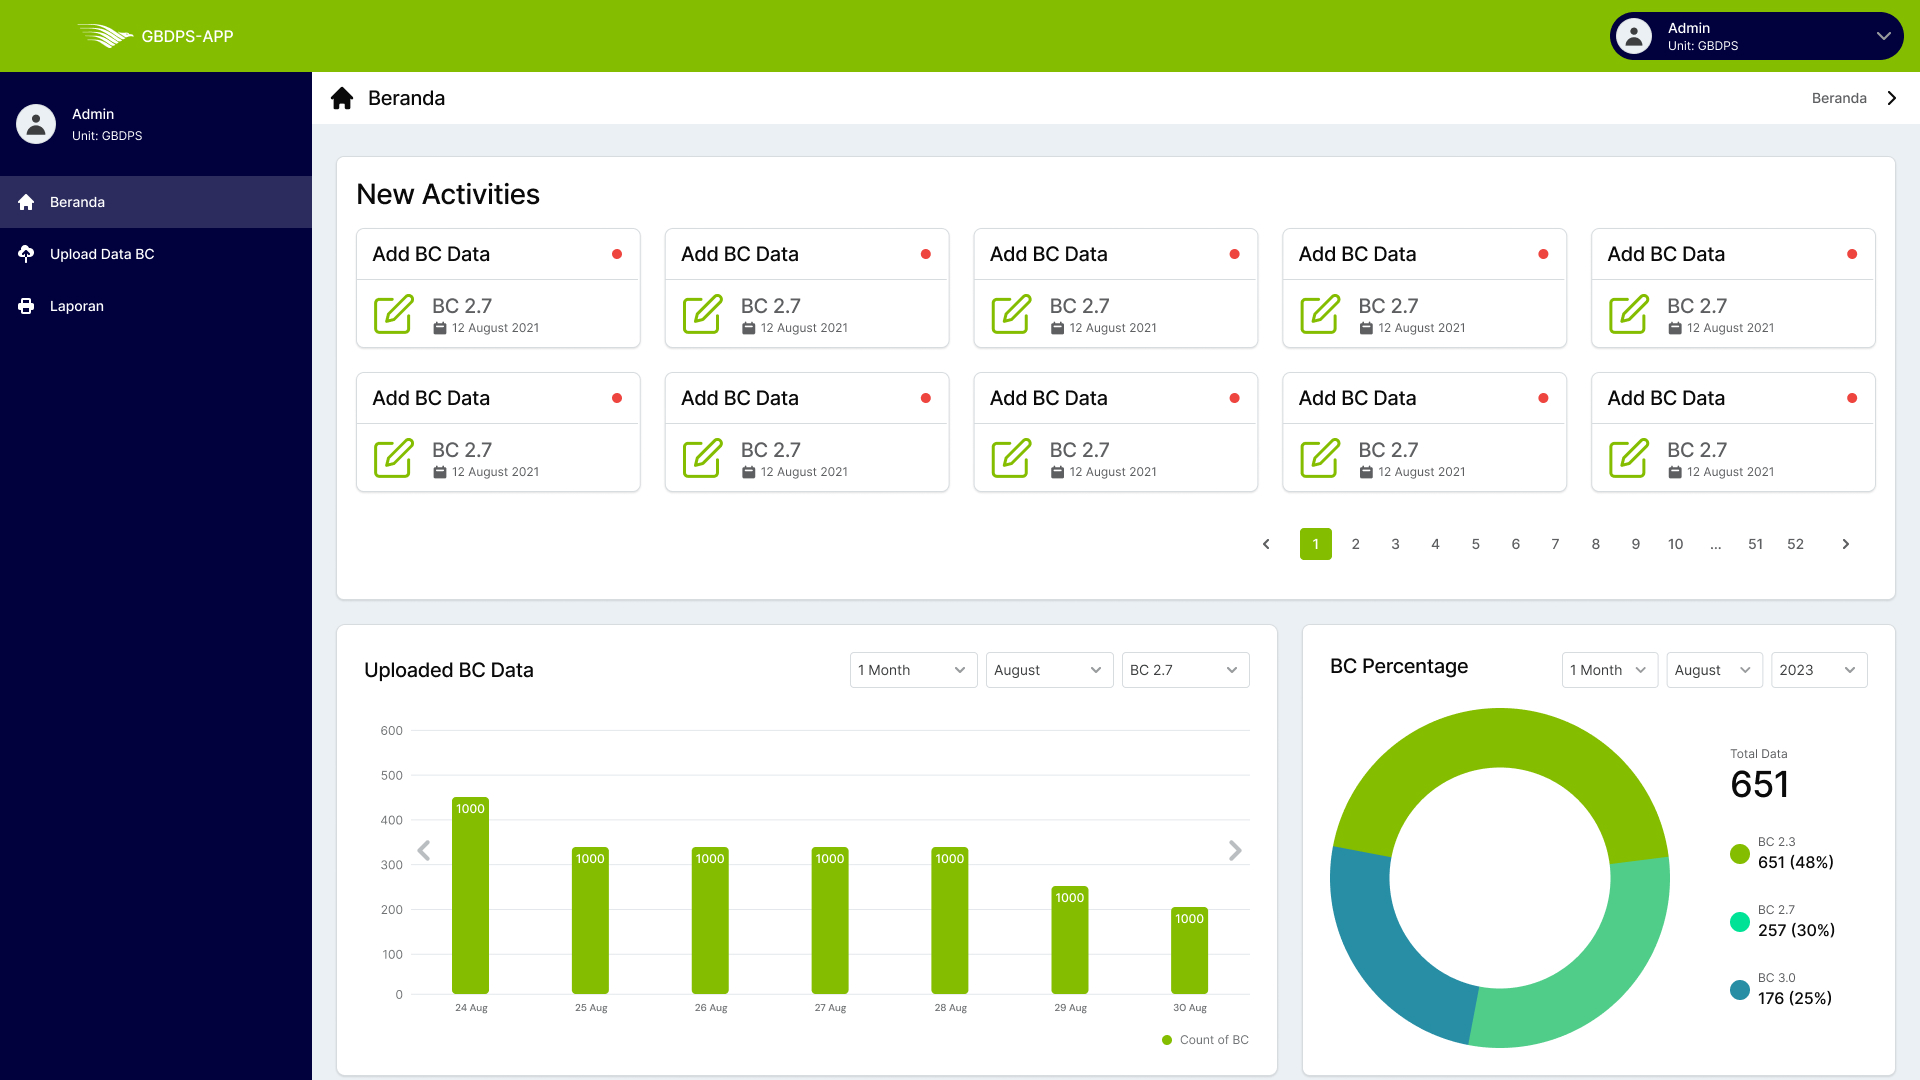 GBDPS-APP
Admin
Unit: GBDPS
Admin
Unit: GBDPS
Beranda
Upload Data BC
Laporan
Beranda
Beranda
New Activities
Add BC Data
BC 2.7
12 August 2021
Add BC Data
BC 2.7
12 August 2021
Add BC Data
BC 2.7
12 August 2021
Add BC Data
BC 2.7
12 August 2021
Add BC Data
BC 2.7
12 August 2021
Add BC Data
BC 2.7
12 August 2021
Add BC Data
BC 2.7
12 August 2021
Add BC Data
BC 2.7
12 August 2021
Add BC Data
BC 2.7
12 August 2021
Add BC Data
BC 2.7
12 August 2021
1 2 3 4 5 6 7 8 9 10 ... 51 52
Uploaded BC Data
1 Month
August
BC 2.7
600
500
400
300
200
100
0
1000
1000
1000
1000
1000
1000
1000
24 Aug
25 Aug
26 Aug
27 Aug
28 Aug
29 Aug
30 Aug
Count of BC
BC Percentage
1 Month
August
2023
Total Data
651
BC 2.3
651 (48%)
BC 2.7
257 (30%)
BC 3.0
176 (25%)